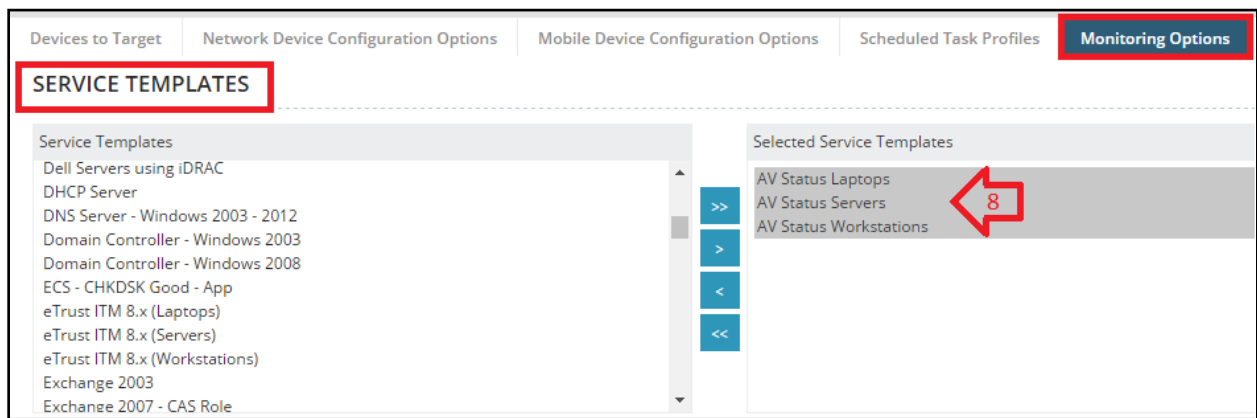 Devices to Target Network Device Configuration Options Mobile Device Configuration Options Scheduled Task Profiles Monitoring Options
SERVICE TEMPLATES
Service Templates
Dell Servers using iDRAC
DHCP Server
DNS Server - Windows 2003 - 2012
Domain Controller - Windows 2003
Domain Controller - Windows 2008
ECS - CHKDSK Good - App
eTrust ITM 8.x (Laptops)
eTrust ITM 8.x (Servers)
eTrust ITM 8.x (Workstations)
Exchange 2003
Exchange 2007 - CAS Role
>>
>
<
<<
Selected Service Templates
AV Status Laptops
AV Status Servers
AV Status Workstations
8